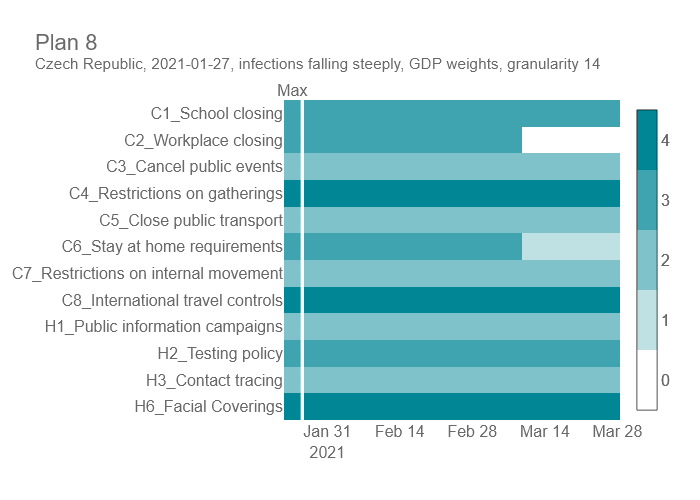 Plan 8
Czech Republic, 2021-01-27, infections falling steeply, GDP weights, granularity 14
Max
C1_School closing
C2_Workplace closing
C3_Cancel public events
C4_Restrictions on gatherings
C5_Close public transport
C6_Stay at home requirements
C7_Restrictions on internal movement
C8_International travel controls
H1_Public information campaigns
H2_Testing policy
H3_Contact tracing
H6_Facial Coverings
4
3
2
1
0
Jan 31 Feb 14 Feb 28 Mar 14 Mar 28
2021